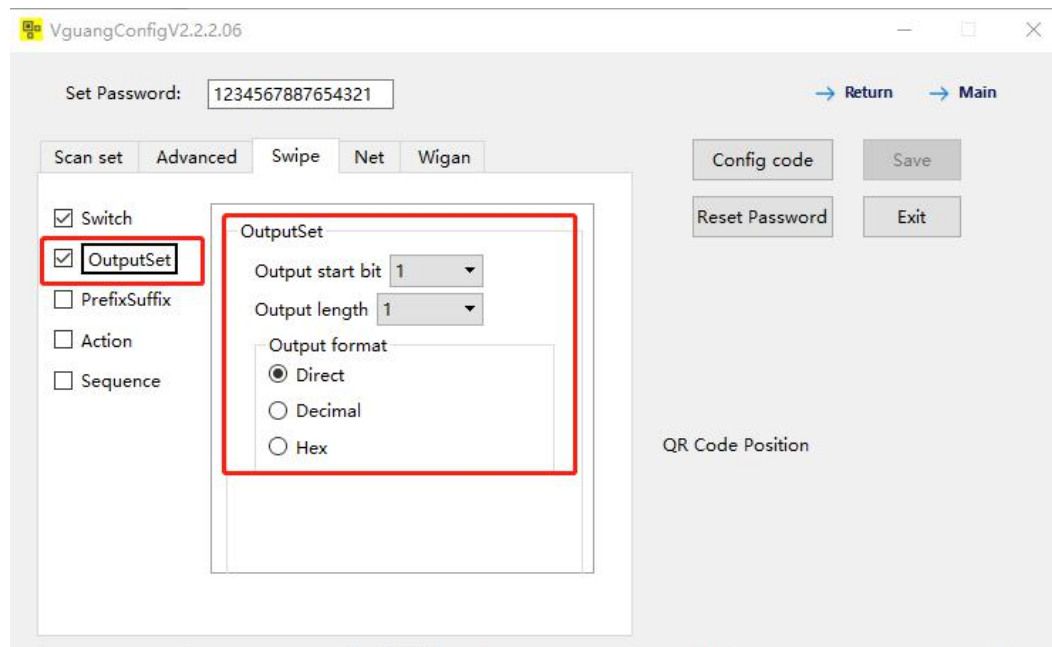 VguangConfigV2.2.2.06
Set Password: 1234567887654321
Return Main
Scan set Advanced Swipe Net Wigan
Config code Save
Reset Password Exit
Switch
OutputSet
PrefixSuffix
Action
Sequence
OutputSet
Output start bit 1
Output length 1
Output format
Direct
Decimal
Hex
QR Code Position